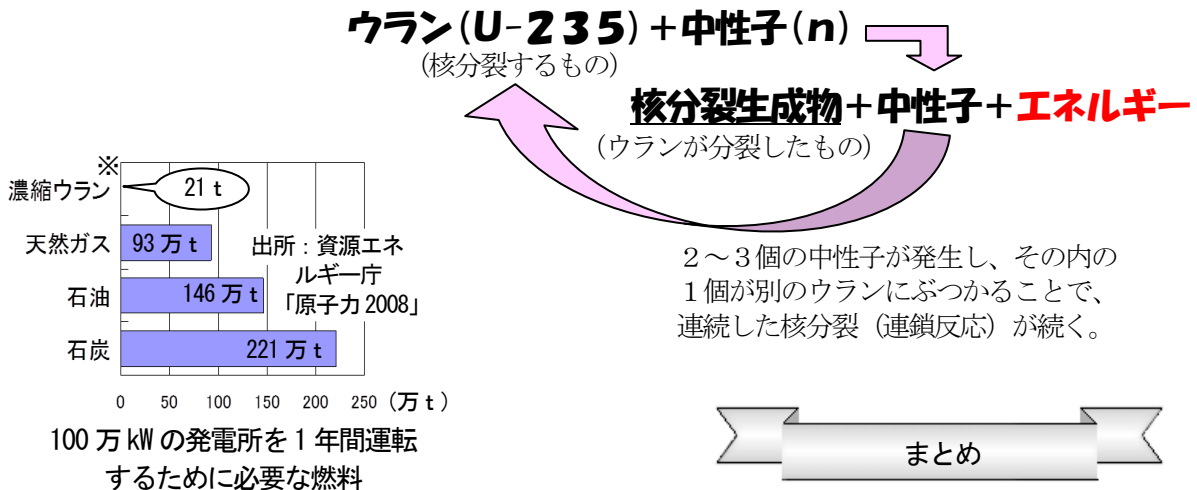 ウラン(U-235)＋中性子(n)
(核分裂するもの)
核分裂生成物＋中性子＋エネルギー
(ウランが分裂したもの)
２～３個の中性子が発生し、その内の
１個が別のウランにぶつかることで、
連続した核分裂（連鎖反応）が続く。
※
濃縮ウラン 21 t
天然ガス 93 万 t
石油 146 万 t
石炭 221 万 t
出所：資源エネ
ルギー庁
「原子力 2008」
0 50 100 150 200 250（万 t）
100 万 kW の発電所を 1 年間運転
するために必要な燃料
まとめ